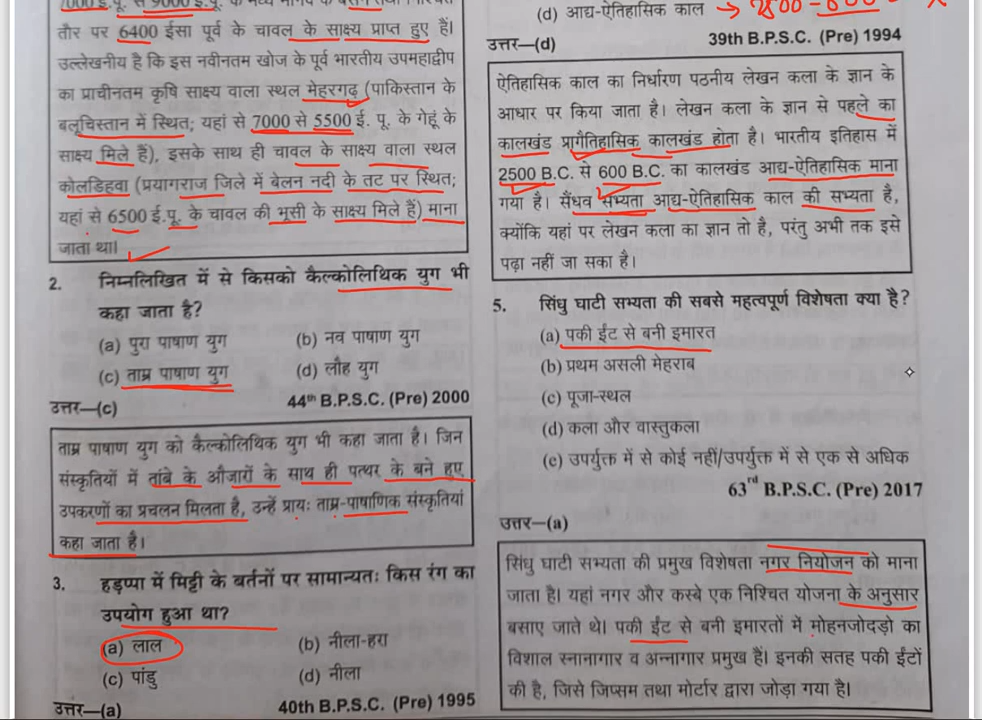 7000 ई.पू. से 9000 ई.पू. के मध्य मानव के
तौर पर 6400 ईसा पूर्व के चावल के साक्ष्य प्राप्त हुए हैं।
उल्लेखनीय है कि इस नवीनतम खोज के पूर्व भारतीय उपमहाद्वीप
का प्राचीनतम कृषि साक्ष्य वाला स्थल मेहरगढ़ (पाकिस्तान के
बलूचिस्तान में स्थित; यहां से 7000 से 5500 ई. पू. के गेहूं के
साक्ष्य मिले हैं), इसके साथ ही चावल के साक्ष्य वाला स्थल
कोलडिहवा (प्रयागराज जिले में बेलन नदी के तट पर स्थित;
यहां से 6500 ई.पू. के चावल की भूसी के साक्ष्य मिले हैं) माना
जाता था।
2. निम्नलिखित में से किसको कैल्कोलिथिक युग भी
कहा जाता है?
(a) पुरा पाषाण युग (b) नव पाषाण युग
(c) ताम्र पाषाण युग (d) लौह युग
उत्तर—(c) 44th B.P.S.C. (Pre) 2000
ताम्र पाषाण युग को कैल्कोलिथिक युग भी कहा जाता है। जिन
संस्कृतियों में तांबे के औजारों के साथ ही पत्थर के बने हुए
उपकरणों का प्रचलन मिलता है, उन्हें प्रायः ताम्र-पाषाणिक संस्कृतियां
कहा जाता है।
3. हड़प्पा में मिट्टी के बर्तनों पर सामान्यतः किस रंग का
उपयोग हुआ था?
(a) लाल (b) नीला-हरा
(c) पांडु (d) नीला
उत्तर—(a) 40th B.P.S.C. (Pre) 1995
(d) आद्य-ऐतिहासिक काल
उत्तर—(d) 39th B.P.S.C. (Pre) 1994
ऐतिहासिक काल का निर्धारण पठनीय लेखन कला के ज्ञान के
आधार पर किया जाता है। लेखन कला के ज्ञान से पहले का
कालखंड प्रागैतिहासिक कालखंड होता है। भारतीय इतिहास में
2500 B.C. से 600 B.C. का कालखंड आद्य-ऐतिहासिक माना
गया है। सैंधव सभ्यता आद्य-ऐतिहासिक काल की सभ्यता है,
क्योंकि यहां पर लेखन कला का ज्ञान तो है, परंतु अभी तक इसे
पढ़ा नहीं जा सका है।
5. सिंधु घाटी सभ्यता की सबसे महत्वपूर्ण विशेषता क्या है?
(a) पकी ईंट से बनी इमारत
(b) प्रथम असली मेहराब
(c) पूजा-स्थल
(d) कला और वास्तुकला
(e) उपर्युक्त में से कोई नहीं/उपर्युक्त में से एक से अधिक
63rd B.P.S.C. (Pre) 2017
उत्तर—(a)
सिंधु घाटी सभ्यता की प्रमुख विशेषता नगर नियोजन को माना
जाता है। यहां नगर और कस्बे एक निश्चित योजना के अनुसार
बसाए जाते थे। पकी ईंट से बनी इमारतों में मोहनजोदड़ो का
विशाल स्नानागार व अन्नागार प्रमुख हैं। इनकी सतह पकी ईंटों
की है, जिसे जिप्सम तथा मोर्टार द्वारा जोड़ा गया है।